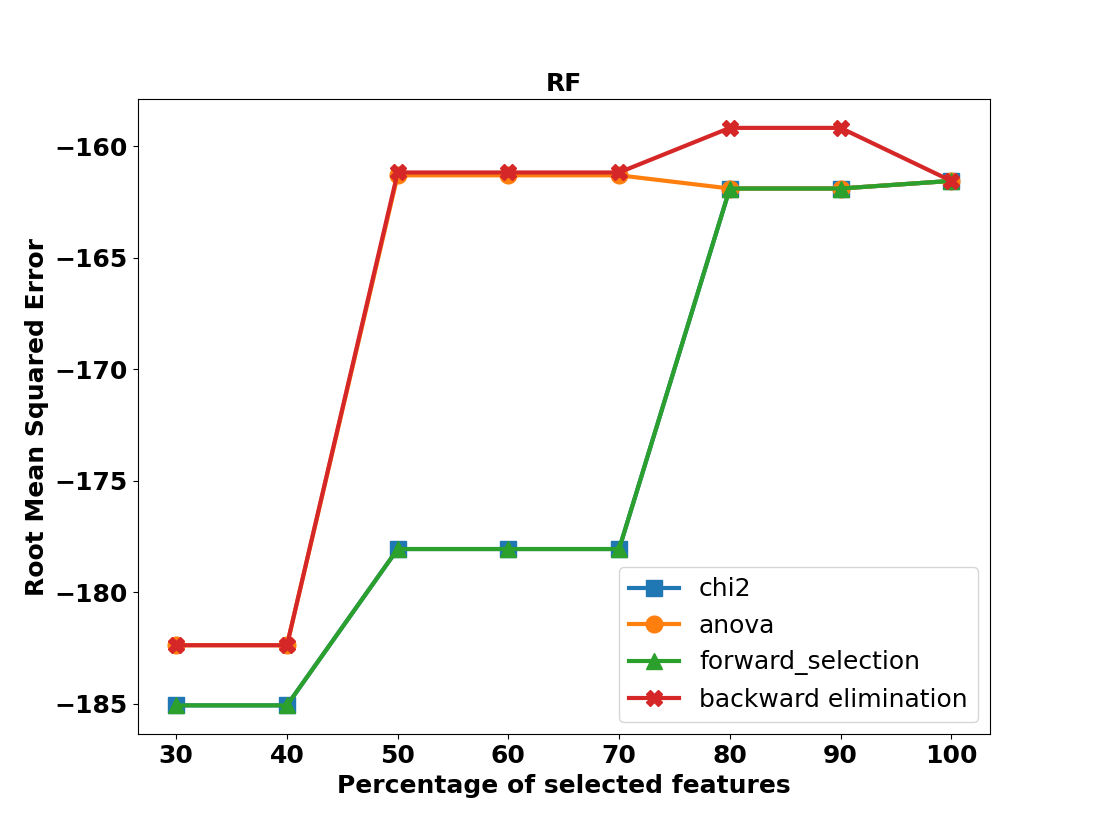 RF
Root Mean Squared Error
−160
−165
−170
−175
−180
−185
chi2
anova
forward_selection
backward elimination
30 40 50 60 70 80 90 100
Percentage of selected features